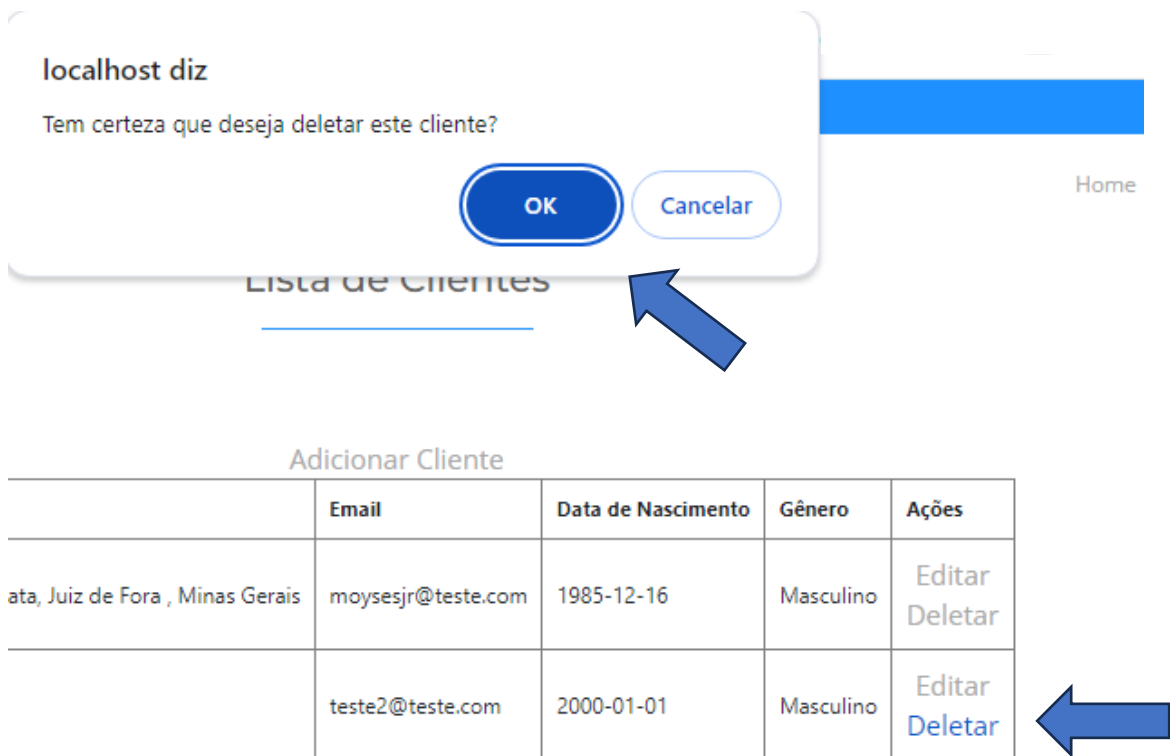 localhost diz
Tem certeza que deseja deletar este cliente?
OK Cancelar
Home
Lista de Clientes
Adicionar Cliente
Email Data de Nascimento Gênero Ações
ata, Juiz de Fora , Minas Gerais moysesjr@teste.com 1985-12-16 Masculino Editar
Deletar
teste2@teste.com 2000-01-01 Masculino Editar
Deletar